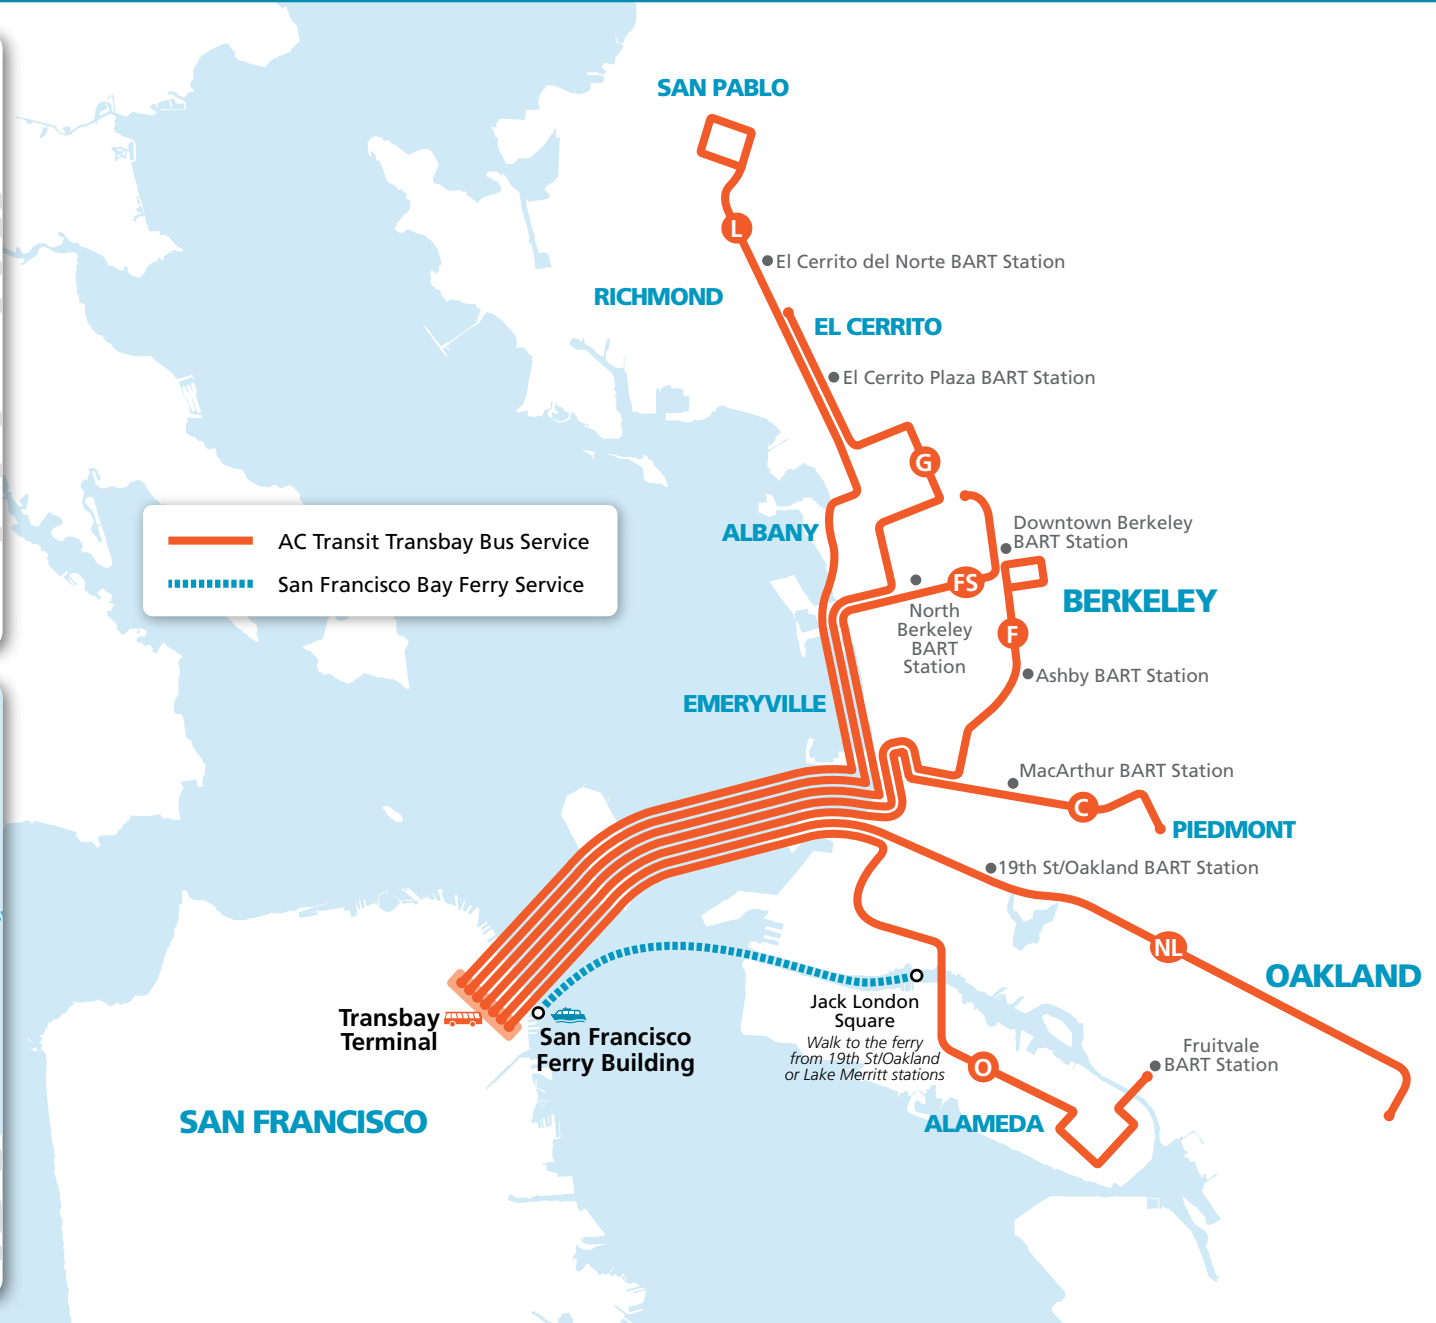 SAN PABLO
L
El Cerrito del Norte BART Station
RICHMOND
EL CERRITO
El Cerrito Plaza BART Station
G
AC Transit Transbay Bus Service
San Francisco Bay Ferry Service
ALBANY
Downtown Berkeley
BART Station
FS
BERKELEY
North
Berkeley
BART
Station
F
Ashby BART Station
EMERYVILLE
MacArthur BART Station
C
PIEDMONT
19th St/Oakland BART Station
NL
OAKLAND
Transbay
Terminal
San Francisco
Ferry Building
Jack London
Square
Walk to the ferry
from 19th St/Oakland
or Lake Merritt stations
Fruitvale
BART Station
O
ALAMEDA
SAN FRANCISCO